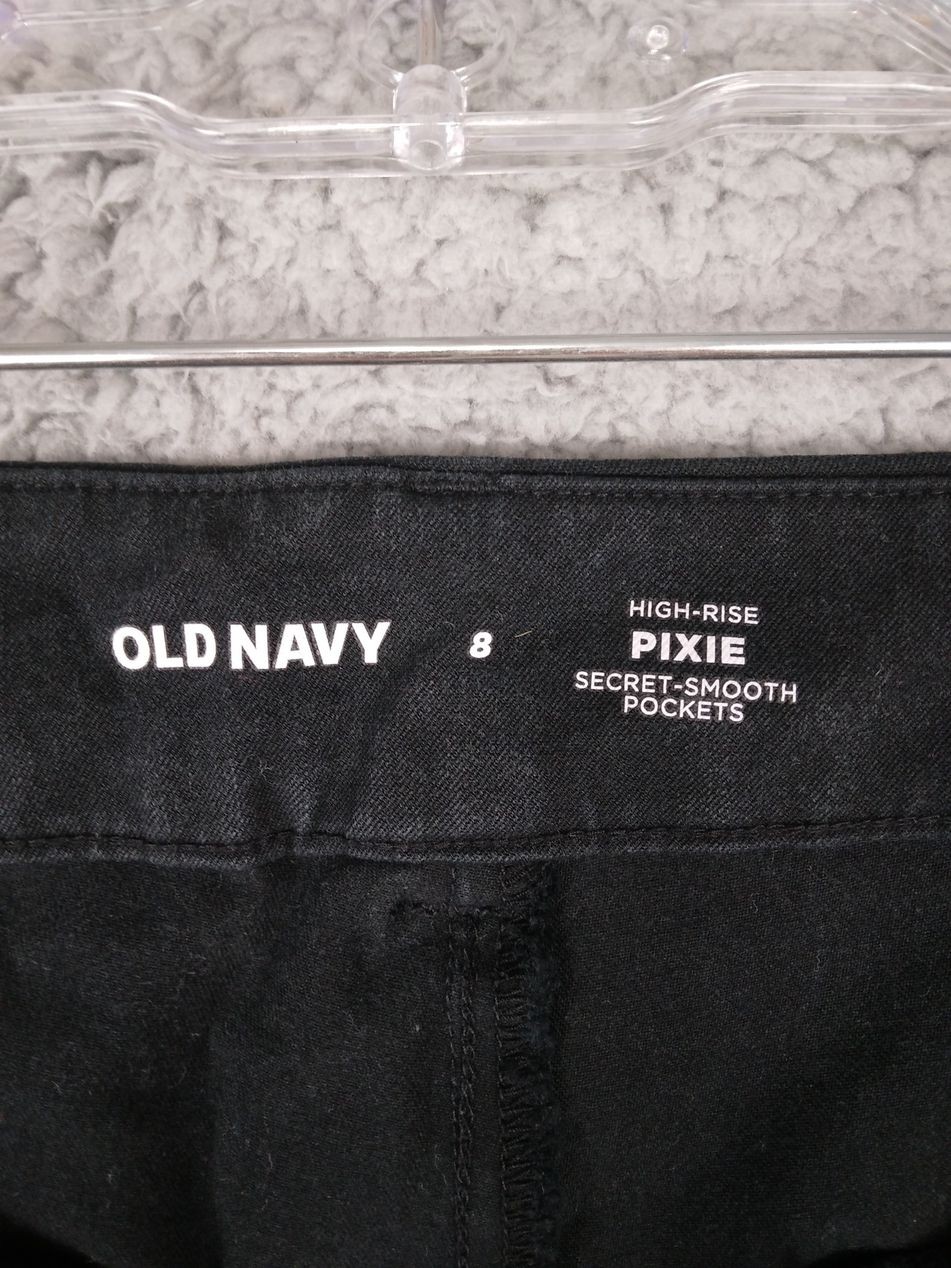 OLD NAVY
8
HIGH-RISE
PIXIE
SECRET-SMOOTH
POCKETS